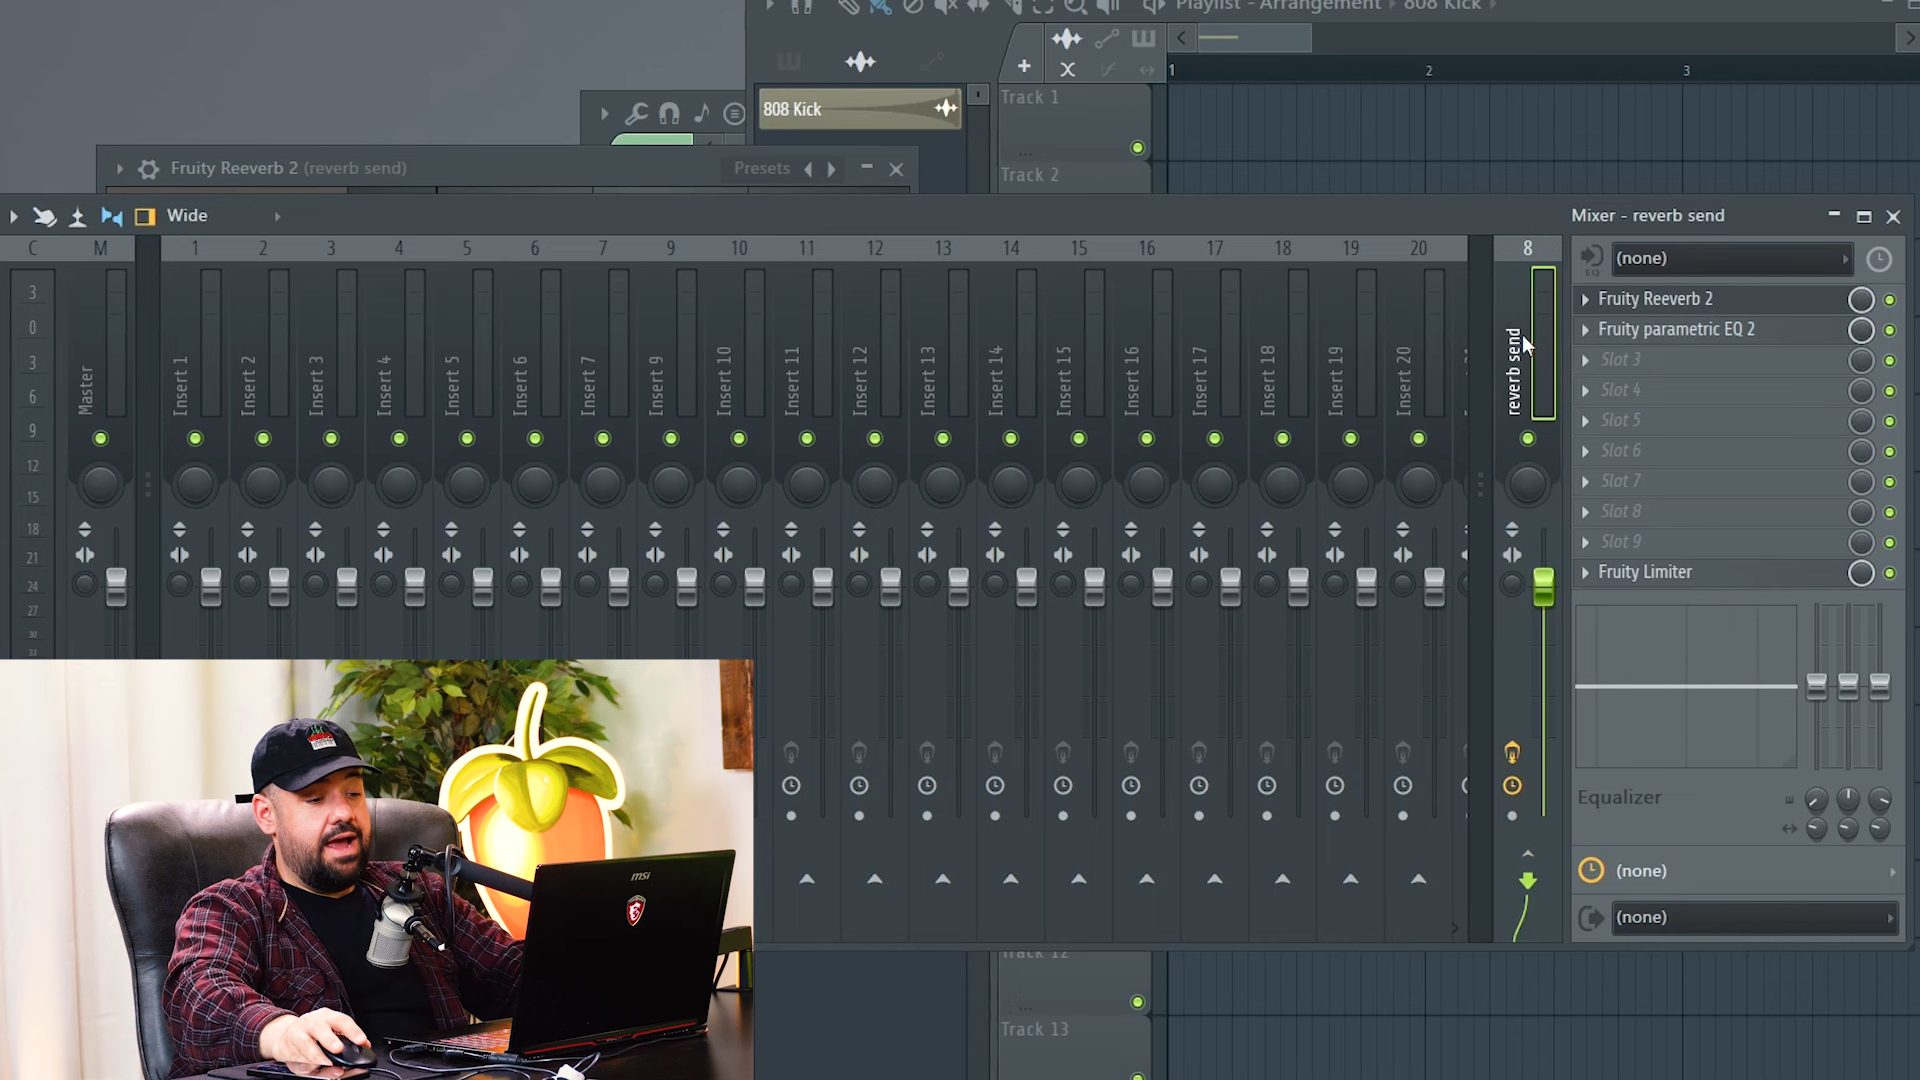 Playlist - Arrangement › 808 Kick ›
1 2 3
808 Kick
Track 1
Track 2
Fruity Reeverb 2 (reverb send)
Presets
Wide
Mixer - reverb send
C M 1 2 3 4 5 6 7 9 10 11 12 13 14 15 16 17 18 19 20 8
(none)
EQ
Fruity Reeverb 2
Fruity parametric EQ 2
Slot 3
Slot 4
Slot 5
Slot 6
Slot 7
Slot 8
Slot 9
Fruity Limiter
3
0
3
6
9
12
15
18
21
24
27
30
33
Master
Insert 1
Insert 2
Insert 3
Insert 4
Insert 5
Insert 6
Insert 7
Insert 9
Insert 10
Insert 11
Insert 12
Insert 13
Insert 14
Insert 15
Insert 16
Insert 17
Insert 18
Insert 19
Insert 20
reverb send
Equalizer
(none)
(none)
Track 12
Track 13
msi